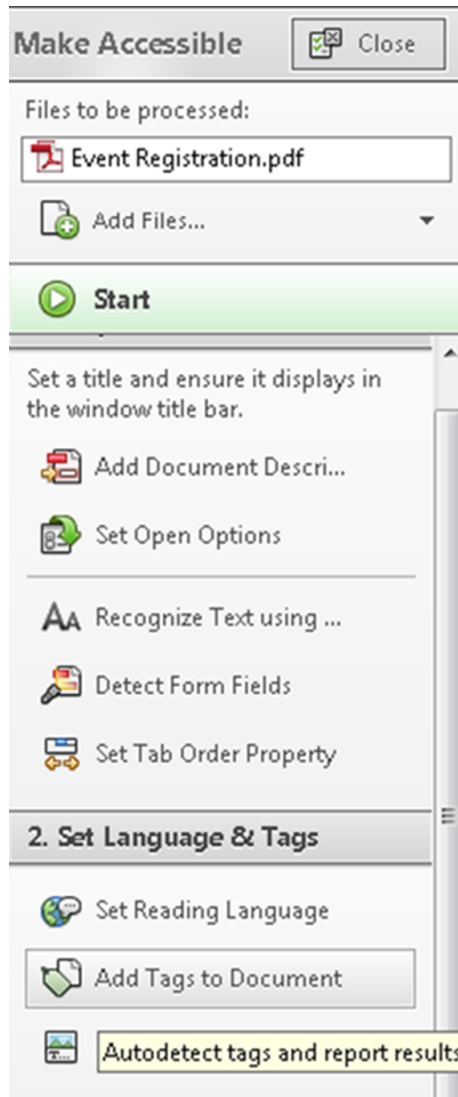 Make Accessible
Close
Files to be processed:
Event Registration.pdf
Add Files...
Start
Set a title and ensure it displays in
the window title bar.
Add Document Descri...
Set Open Options
Recognize Text using ...
Detect Form Fields
Set Tab Order Property
2. Set Language & Tags
Set Reading Language
Add Tags to Document
Autodetect tags and report results